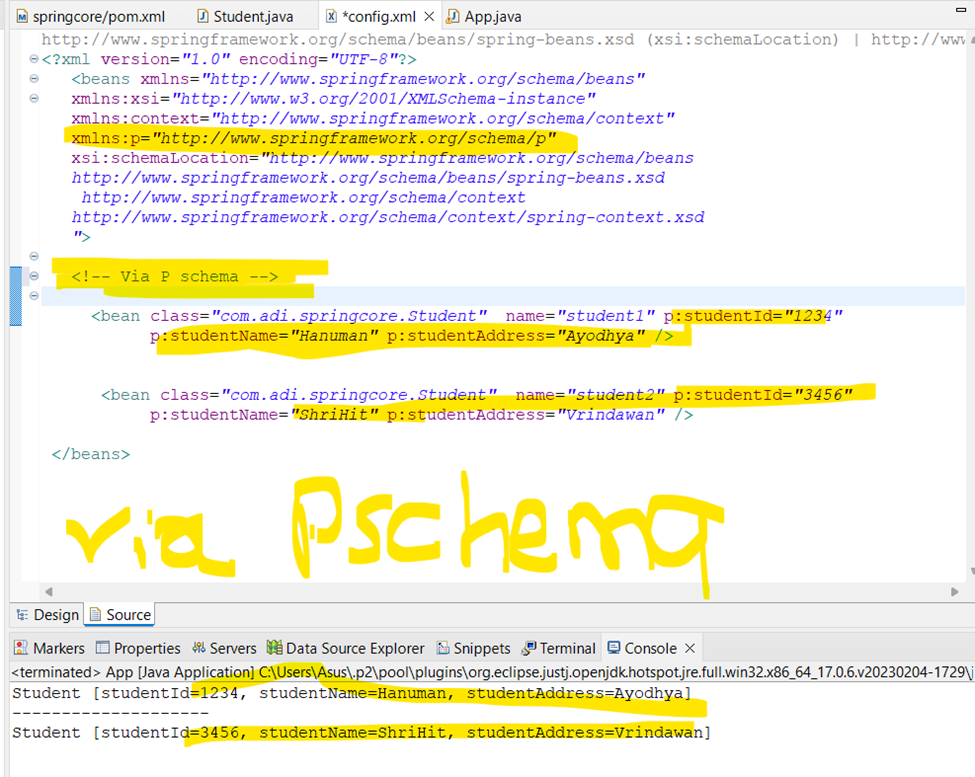 springcore/pom.xml Student.java *config.xml App.java
http://www.springframework.org/schema/beans/spring-beans.xsd (xsi:schemaLocation) | http://www
<?xml version="1.0" encoding="UTF-8"?>
<beans xmlns="http://www.springframework.org/schema/beans"
xmlns:xsi="http://www.w3.org/2001/XMLSchema-instance"
xmlns:context="http://www.springframework.org/schema/context"
xmlns:p="http://www.springframework.org/schema/p"
xsi:schemaLocation="http://www.springframework.org/schema/beans
http://www.springframework.org/schema/beans/spring-beans.xsd
http://www.springframework.org/schema/context
http://www.springframework.org/schema/context/spring-context.xsd
">
<!-- Via P schema -->
<bean class="com.adi.springcore.Student" name="student1" p:studentId="1234"
p:studentName="Hanuman" p:studentAddress="Ayodhya" />
<bean class="com.adi.springcore.Student" name="student2" p:studentId="3456"
p:studentName="ShriHit" p:studentAddress="Vrindawan" />
</beans>
via Pschema
Design Source
Markers Properties Servers Data Source Explorer Snippets Terminal Console
<terminated> App [Java Application] C:\Users\Asus\.p2\pool\plugins\org.eclipse.justj.openjdk.hotspot.jre.full.win32.x86_64_17.0.6.v20230204-1729\j
Student [studentId=1234, studentName=Hanuman, studentAddress=Ayodhya]
--------------------
Student [studentId=3456, studentName=ShriHit, studentAddress=Vrindawan]